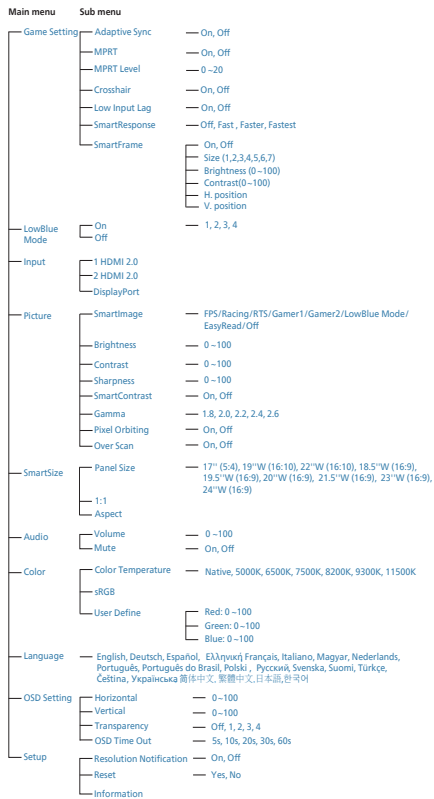 Main menu Sub menu
Game Setting Adaptive Sync On, Off
MPRT On, Off
MPRT Level 0 ~20
Crosshair On, Off
Low Input Lag On, Off
SmartResponse Off, Fast , Faster, Fastest
SmartFrame
On, Off
Size (1,2,3,4,5,6,7)
Brightness (0 ~100)
Contrast(0~100)
H. position
V. position
LowBlue Mode On 1, 2, 3, 4
Off
Input 1 HDMI 2.0
2 HDMI 2.0
DisplayPort
Picture SmartImage FPS/Racing/RTS/Gamer1/Gamer2/LowBlue Mode/
EasyRead/Off
Brightness 0 ~100
Contrast 0 ~100
Sharpness 0 ~100
SmartContrast On, Off
Gamma 1.8, 2.0, 2.2, 2.4, 2.6
Pixel Orbiting On, Off
Over Scan On, Off
SmartSize Panel Size 17'' (5:4), 19''W (16:10), 22''W (16:10), 18.5''W (16:9),
19.5''W (16:9), 20''W (16:9), 21.5''W (16:9), 23''W (16:9),
24''W (16:9)
1:1
Aspect
Audio Volume 0 ~100
Mute On, Off
Color Color Temperature Native, 5000K, 6500K, 7500K, 8200K, 9300K, 11500K
sRGB
User Define Red: 0 ~100
Green: 0 ~100
Blue: 0 ~100
Language English, Deutsch, Español, Ελληνική Français, Italiano, Magyar, Nederlands,
Português, Português do Brasil, Polski , Русский, Svenska, Suomi, Türkçe,
Čeština, Українська 简体中文, 繁體中文,日本語,한국어
OSD Setting Horizontal 0~100
Vertical 0~100
Transparency Off, 1, 2, 3, 4
OSD Time Out 5s, 10s, 20s, 30s, 60s
Setup Resolution Notification On, Off
Reset Yes, No
Information